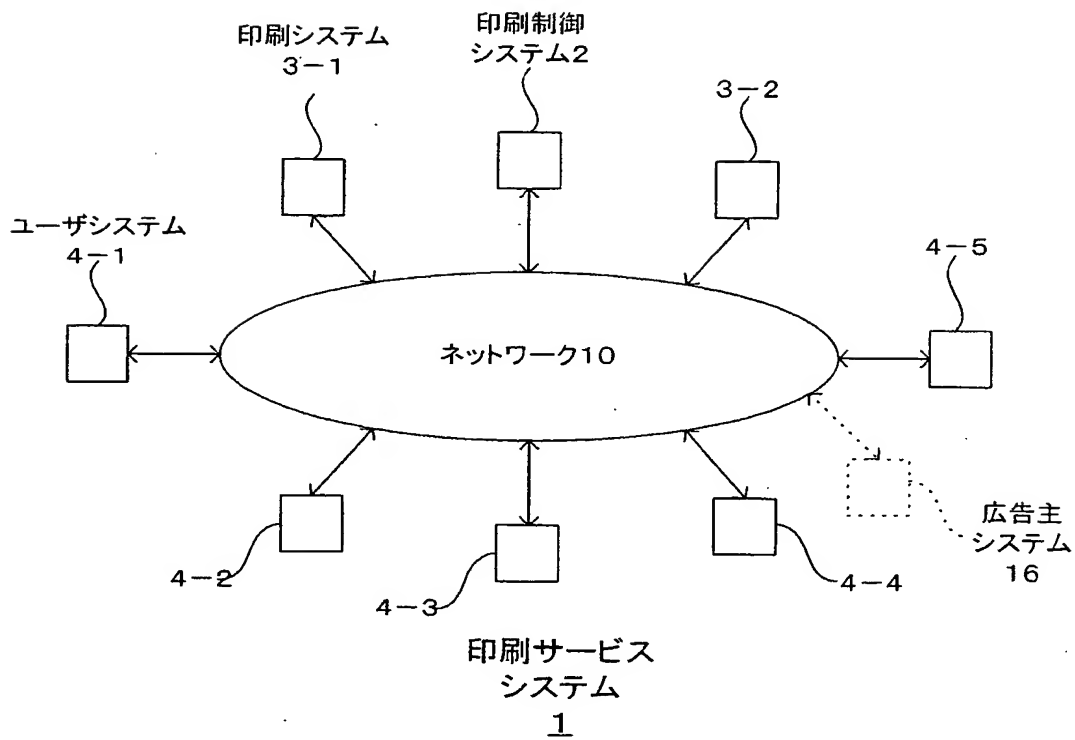 印刷システム
3-1
印刷制御
システム2
3-2
ユーザシステム
4-1
4-5
ネットワーク10
4-2
4-3
4-4
広告主
システム
16
印刷サービス
システム
1